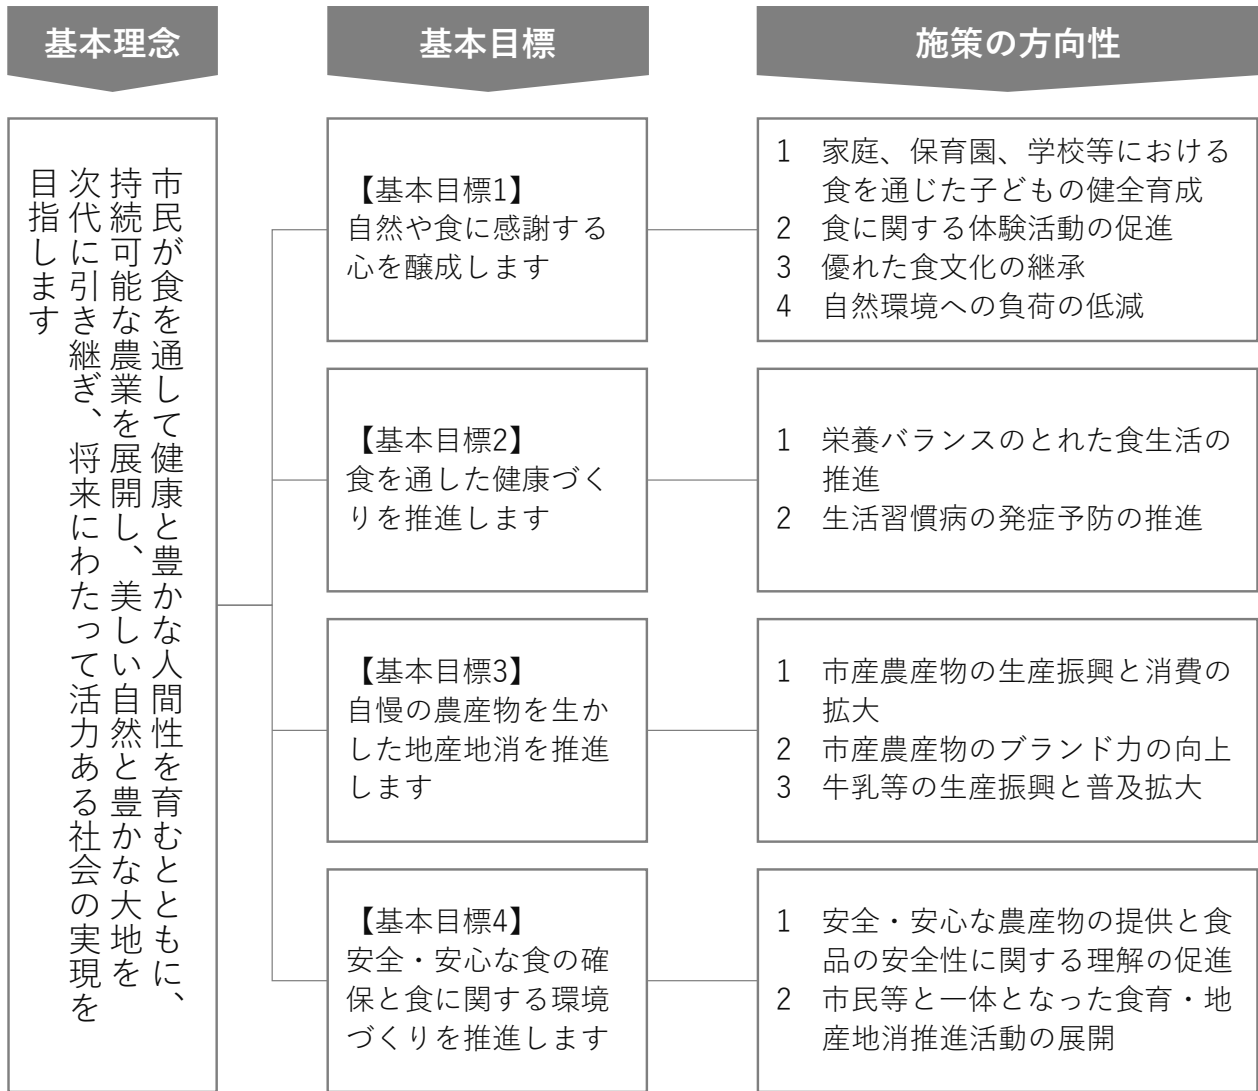 基本理念
基本目標
施策の方向性
市民が食を通して健康と豊かな人間性を育むとともに、
持続可能な農業を展開し、美しい自然と豊かな大地を
次代に引き継ぎ、将来にわたって活力ある社会の実現を
目指します
【基本目標1】
自然や食に感謝する
心を醸成します
1 家庭、保育園、学校等における
食を通じた子どもの健全育成
2 食に関する体験活動の促進
3 優れた食文化の継承
4 自然環境への負荷の低減
【基本目標2】
食を通した健康づく
りを推進します
1 栄養バランスのとれた食生活の
推進
2 生活習慣病の発症予防の推進
【基本目標3】
自慢の農産物を生か
した地産地消を推進
します
1 市産農産物の生産振興と消費の
拡大
2 市産農産物のブランド力の向上
3 牛乳等の生産振興と普及拡大
【基本目標4】
安全・安心な食の確
保と食に関する環境
づくりを推進します
1 安全・安心な農産物の提供と食
品の安全性に関する理解の促進
2 市民等と一体となった食育・地
産地消推進活動の展開